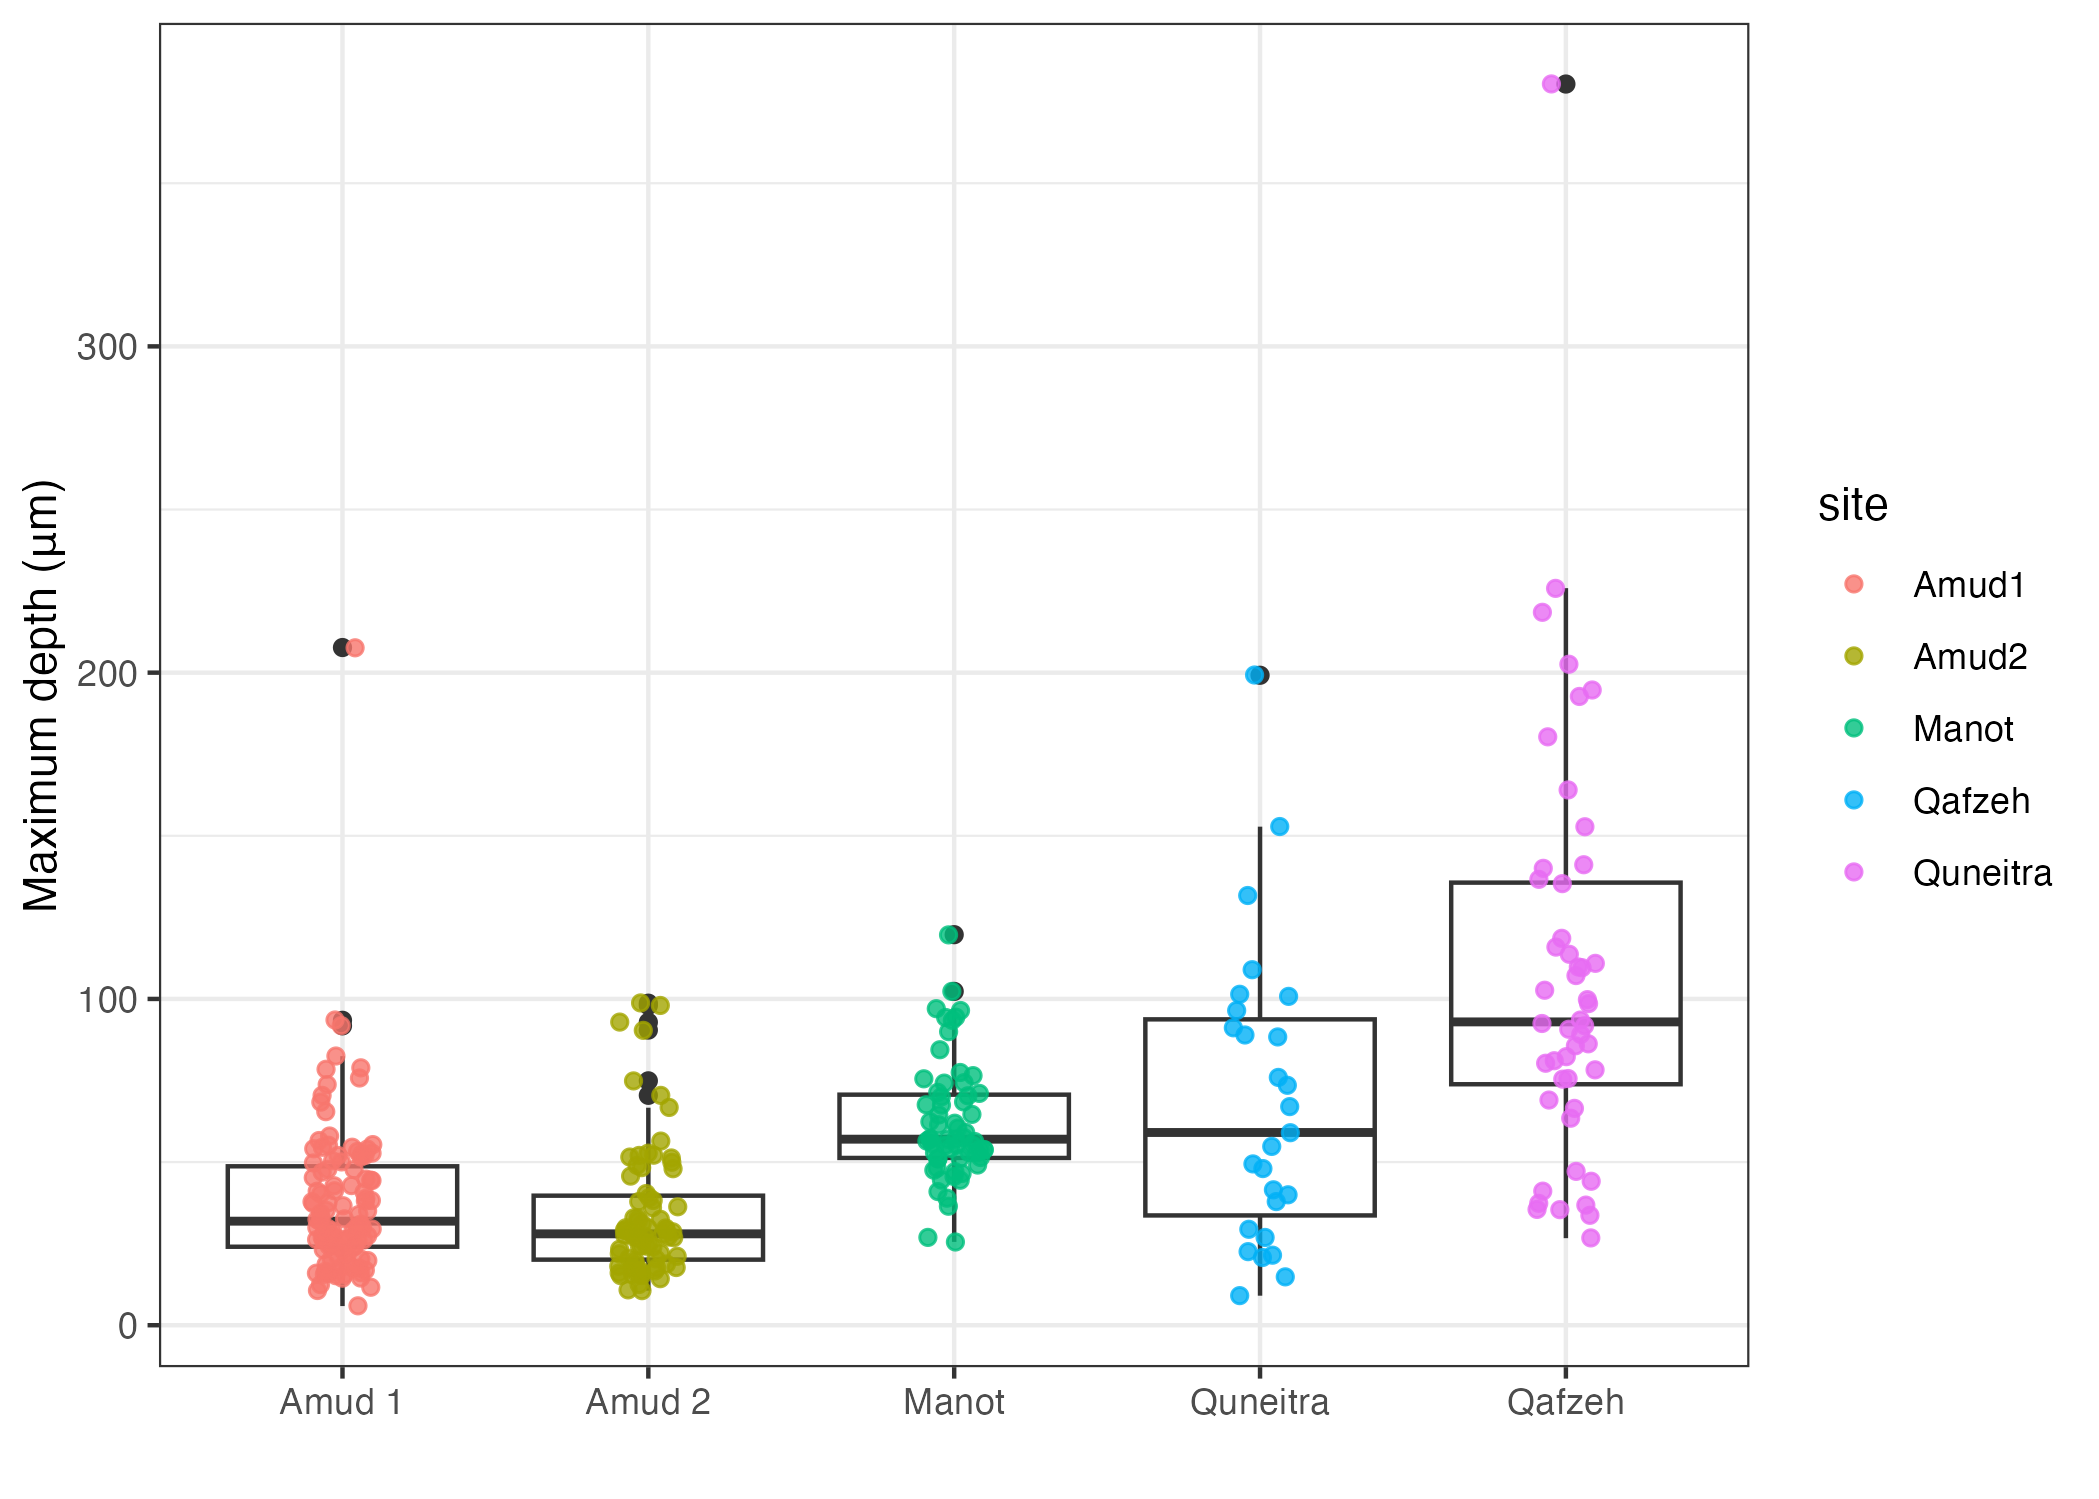 Maximum depth (µm)
300
200
100
0
Amud 1
Amud 2
Manot
Quneitra
Qafzeh
site
Amud1
Amud2
Manot
Qafzeh
Quneitra